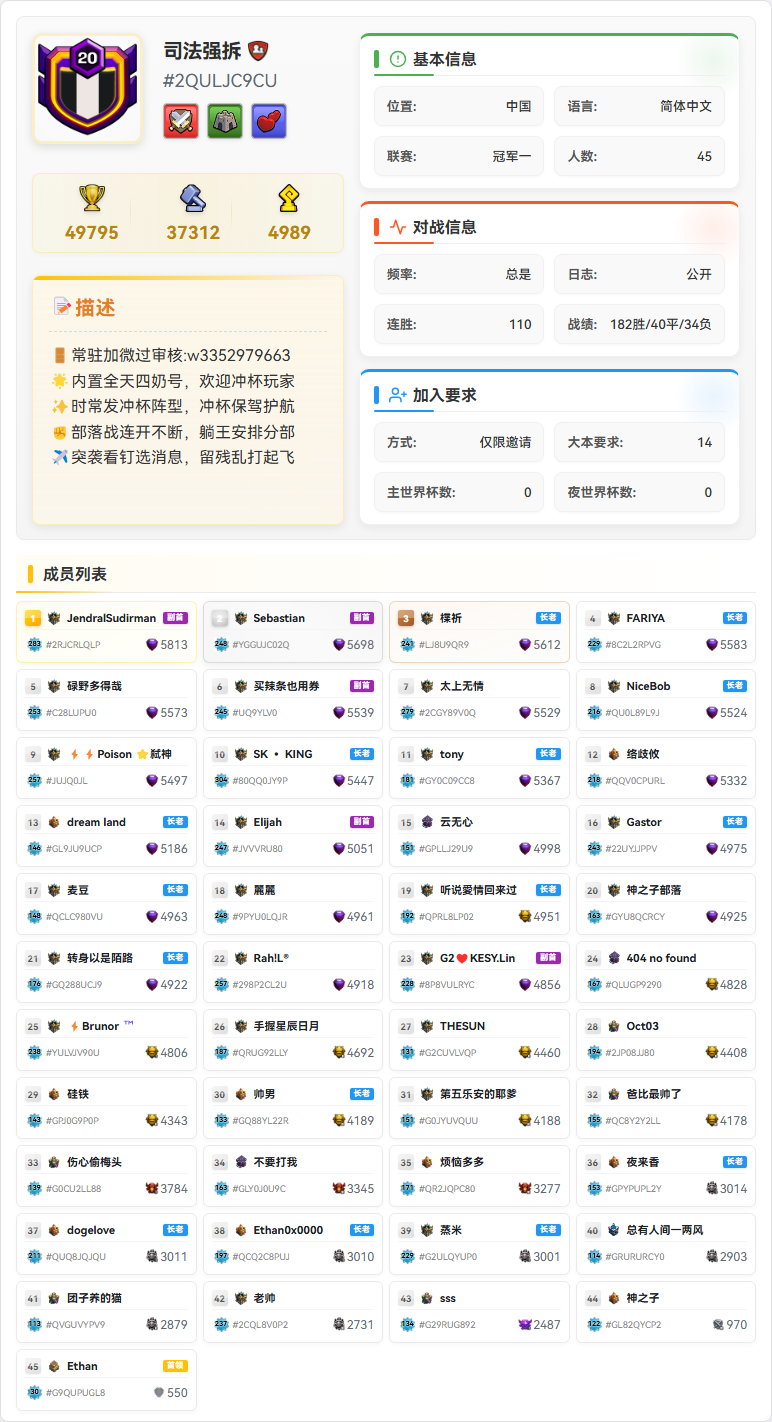 20
司法强拆
#2QULJC9CU
49795 37312 4989
描述
常驻加微过审核:w3352979663
内置全天四奶号，欢迎冲杯玩家
时常发冲杯阵型，冲杯保驾护航
部落战连开不断，躺王安排分部
突袭看钉选消息，留残乱打起飞
基本信息
位置: 中国 语言: 简体中文
联赛: 冠军一 人数: 45
对战信息
频率: 总是 日志: 公开
连胜: 110 战绩: 182胜/40平/34负
加入要求
方式: 仅限邀请 大本要求: 14
主世界杯数: 0 夜世界杯数: 0
成员列表
1 JendralSudirman 副首
283 #2RJCRLQLP 5813
2 Sebastian 副首
248 #YGGUJC02Q 5698
3 楪祈 长老
241 #LJ8U9QR9 5612
4 FARIYA 长老
229 #8C2L2RPVG 5583
5 碌野多得哉
253 #C28LUPU0 5573
6 买辣条也用券 副首
245 #UQ9YLV0 5539
7 太上无情
279 #2CGY89V0Q 5529
8 NiceBob 长老
216 #QU0L89L9J 5524
9 ⚡⚡Poison ⭐弑神
257 #JUJQ0JL 5497
10 SK • KING 长老
304 #80QQ0JY9P 5447
11 tony 长老
181 #GY0C09CC8 5367
12 络歧攸
218 #QQV0CPURL 5332
13 dream land 长老
146 #GL9JU9UCP 5186
14 Elijah 副首
247 #JVVVRU80 5051
15 云无心
151 #GPLLJ29U9 4998
16 Gastor 长老
243 #22UYJJPPV 4975
17 麦豆 长老
148 #QCLC980VU 4963
18 麗麗
248 #9PYU0LQJR 4961
19 听说爱情回来过 长老
192 #QPRL8LP02 4951
20 神之子部落
163 #GYU8QCRCY 4925
21 转身以是陌路 长老
176 #GQ288UCJ9 4922
22 Rah!L®
257 #298P2CL2U 4918
23 G2❤️KESY.Lin 副首
228 #8P8VULRYC 4856
24 404 no found
167 #QLUGP9290 4828
25 ⚡Brunor ™
238 #YULVJV90U 4806
26 手握星辰日月
187 #QRUG92LLY 4692
27 THESUN
131 #G2CUVLVQP 4460
28 Oct03
194 #2JP08JJ80 4408
29 硅铁
143 #GPJ0G9P0P 4343
30 帅男 长老
133 #GQ88YL22R 4189
31 第五乐安的耶爹
151 #G0JYUVQUU 4188
32 爸比最帅了
155 #QC8Y2Y2LL 4178
33 伤心偷梅头
139 #G0CU2LL88 3784
34 不要打我
163 #GLY0J0U9C 3345
35 烦恼多多
171 #QR2JQPC80 3277
36 夜来香 长老
153 #GPYPUPL2Y 3014
37 dogelove 长老
211 #QUQ8JQJQU 3011
38 Ethan0x0000 长老
197 #QCQ2C8PUJ 3010
39 蒸米 长老
229 #G2ULQYUP0 3001
40 总有人间一两风
114 #GRURURCY0 2903
41 团子养的猫
113 #QVGUVYPV9 2879
42 老帅
237 #2CQL8V0P2 2731
43 sss
134 #G29RUG892 2487
44 神之子
122 #GL82QYCP2 970
45 Ethan 首领
30 #G9QUPUGL8 550